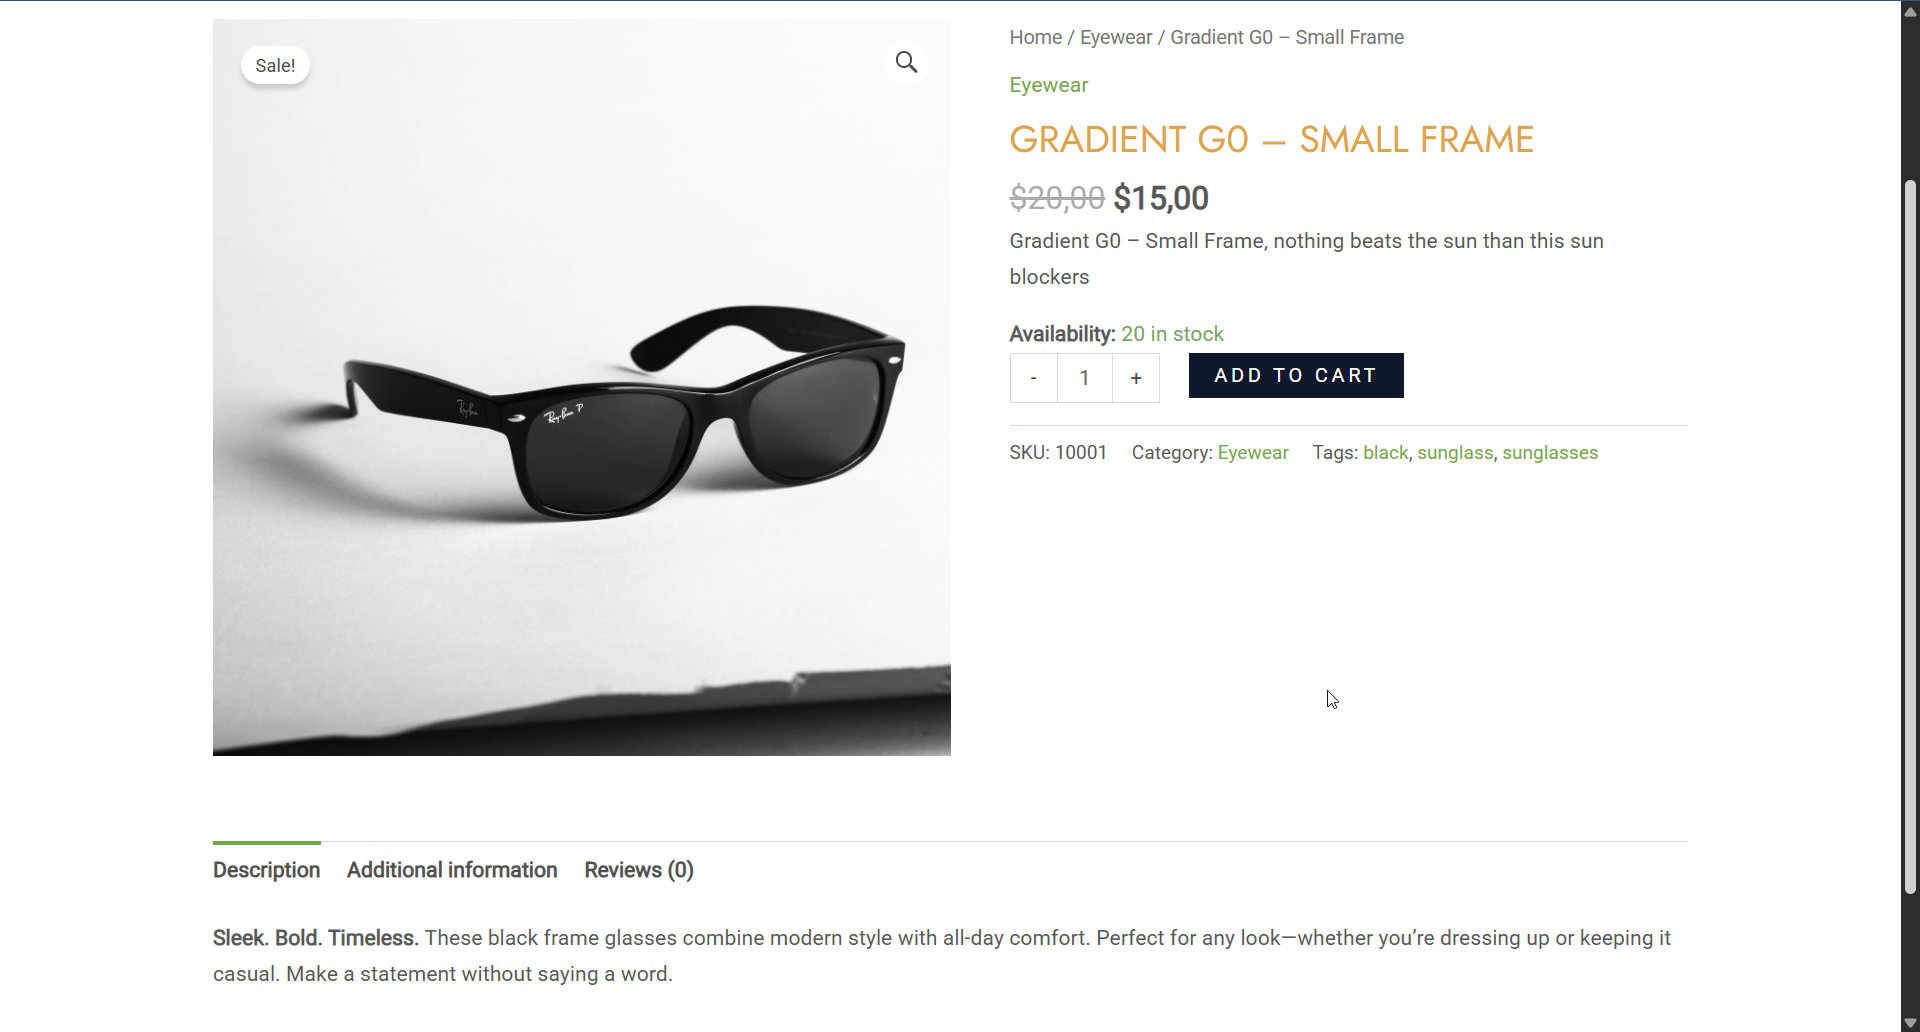 Sale!
Ray-Ban P
Ray-Ban
Home / Eyewear / Gradient G0 – Small Frame
Eyewear
GRADIENT G0 – SMALL FRAME
$20,00 $15,00
Gradient G0 – Small Frame, nothing beats the sun than this sun
blockers
Availability: 20 in stock
- 1 + ADD TO CART
SKU: 10001 Category: Eyewear Tags: black, sunglass, sunglasses
Description Additional information Reviews (0)
Sleek. Bold. Timeless. These black frame glasses combine modern style with all-day comfort. Perfect for any look—whether you’re dressing up or keeping it
casual. Make a statement without saying a word.